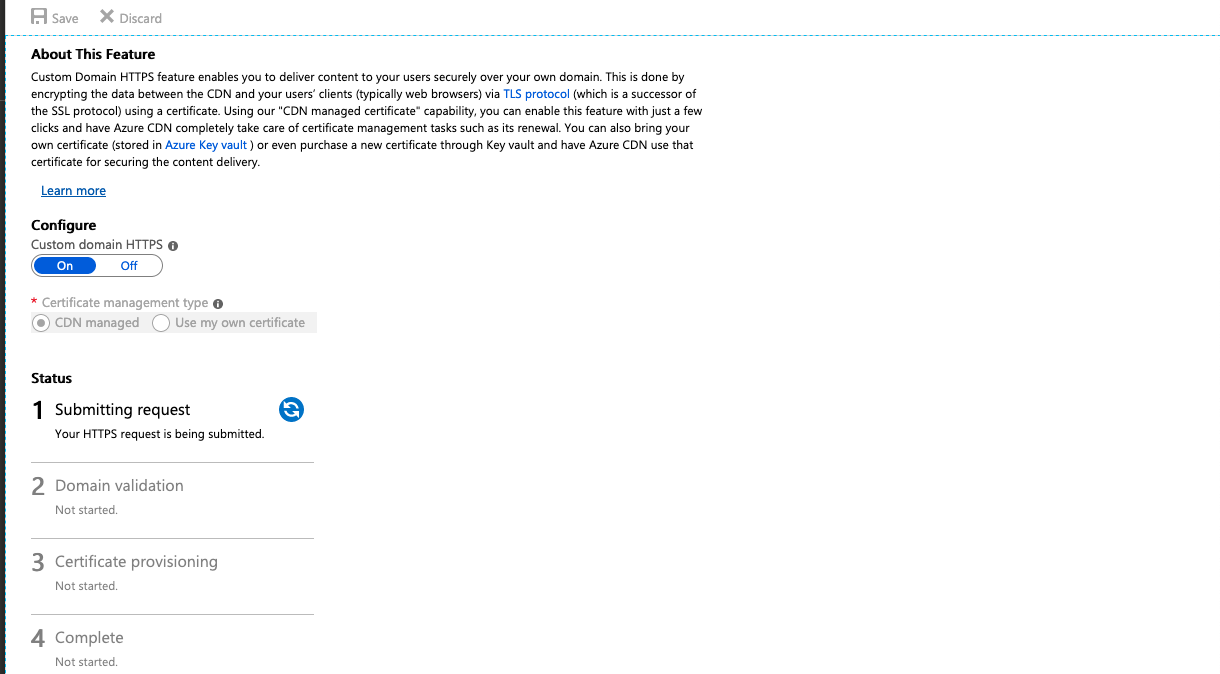 Save Discard
About This Feature
Custom Domain HTTPS feature enables you to deliver content to your users securely over your own domain. This is done by
encrypting the data between the CDN and your users’ clients (typically web browsers) via TLS protocol (which is a successor of
the SSL protocol) using a certificate. Using our "CDN managed certificate" capability, you can enable this feature with just a few
clicks and have Azure CDN completely take care of certificate management tasks such as its renewal. You can also bring your
own certificate (stored in Azure Key vault ) or even purchase a new certificate through Key vault and have Azure CDN use that
certificate for securing the content delivery.
Learn more
Configure
Custom domain HTTPS
On Off
* Certificate management type
CDN managed Use my own certificate
Status
1 Submitting request
Your HTTPS request is being submitted.
2 Domain validation
Not started.
3 Certificate provisioning
Not started.
4 Complete
Not started.